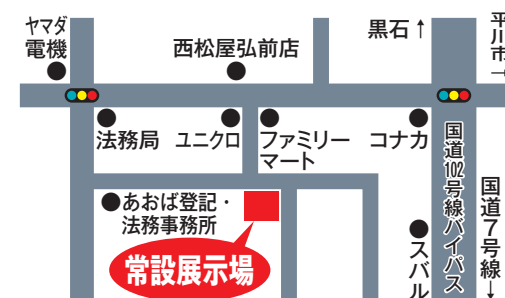 ヤマダ
電機
西松屋弘前店
黒石↑
平川市→
法務局
ユニクロ
ファミリー
マート
コナカ
国道102号線バイパス
国道7号線↓
あおば登記・
法務事務所
スバル
常設展示場